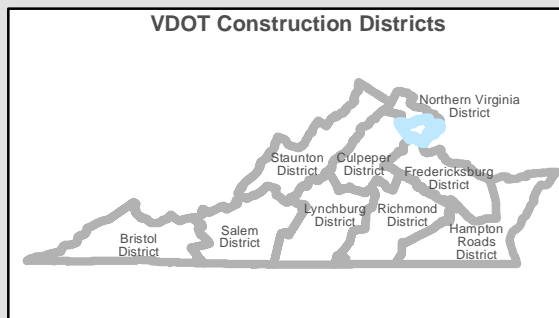 VDOT Construction Districts
Northern Virginia
District
Staunton
District
Culpeper
District
Fredericksburg
District
Lynchburg
District
Richmond
District
Hampton
Roads
District
Salem
District
Bristol
District